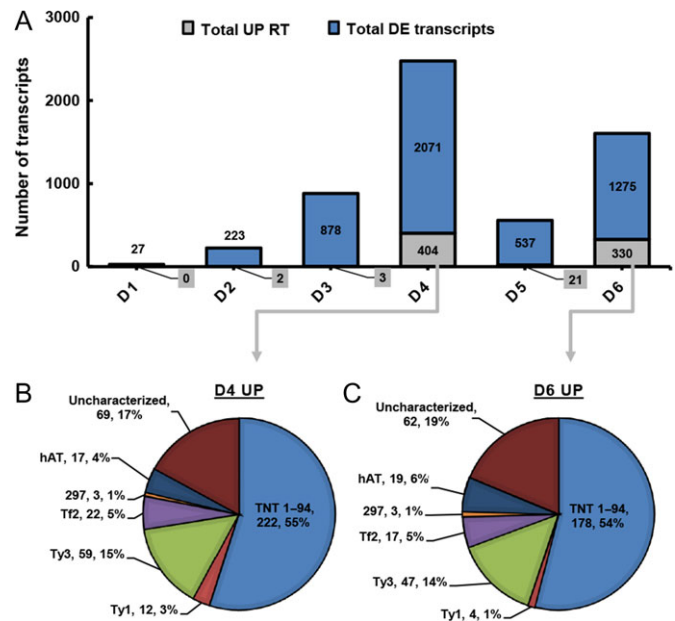 A
Total UP RT
Total DE transcripts
Number of transcripts
3000
2000
1000
0
27
223
878
2071
404
537
1275
330
0
2
3
21
D1
D2
D3
D4
D5
D6
B
D4 UP
Uncharacterized,
69, 17%
hAT, 17, 4%
297, 3, 1%
Tf2, 22, 5%
Ty3, 59, 15%
Ty1, 12, 3%
TNT 1–94,
222, 55%
C
D6 UP
Uncharacterized,
62, 19%
hAT, 19, 6%
297, 3, 1%
Tf2, 17, 5%
Ty3, 47, 14%
Ty1, 4, 1%
TNT 1–94,
178, 54%